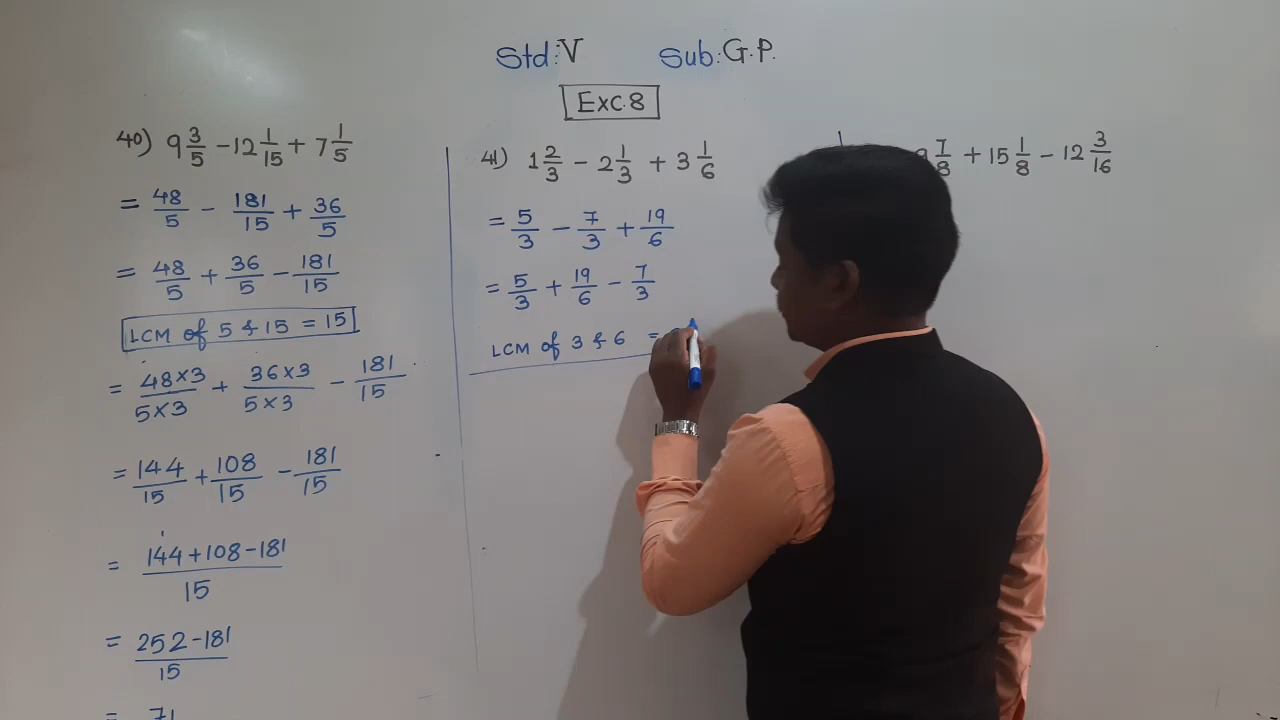 Std: V Sub: G.P.
Exc.8
40) 9 3/5 - 12 1/15 + 7 1/5
= 48/5 - 181/15 + 36/5
= 48/5 + 36/5 - 181/15
LCM of 5 & 15 = 15
= 48×3/5×3 + 36×3/5×3 - 181/15
= 144/15 + 108/15 - 181/15
= 144+108-181/15
= 252-181/15
= 71
41) 1 2/3 - 2 1/3 + 3 1/6
= 5/3 - 7/3 + 19/6
= 5/3 + 19/6 - 7/3
LCM of 3 & 6 =
7/8 + 15 1/8 - 12 3/16